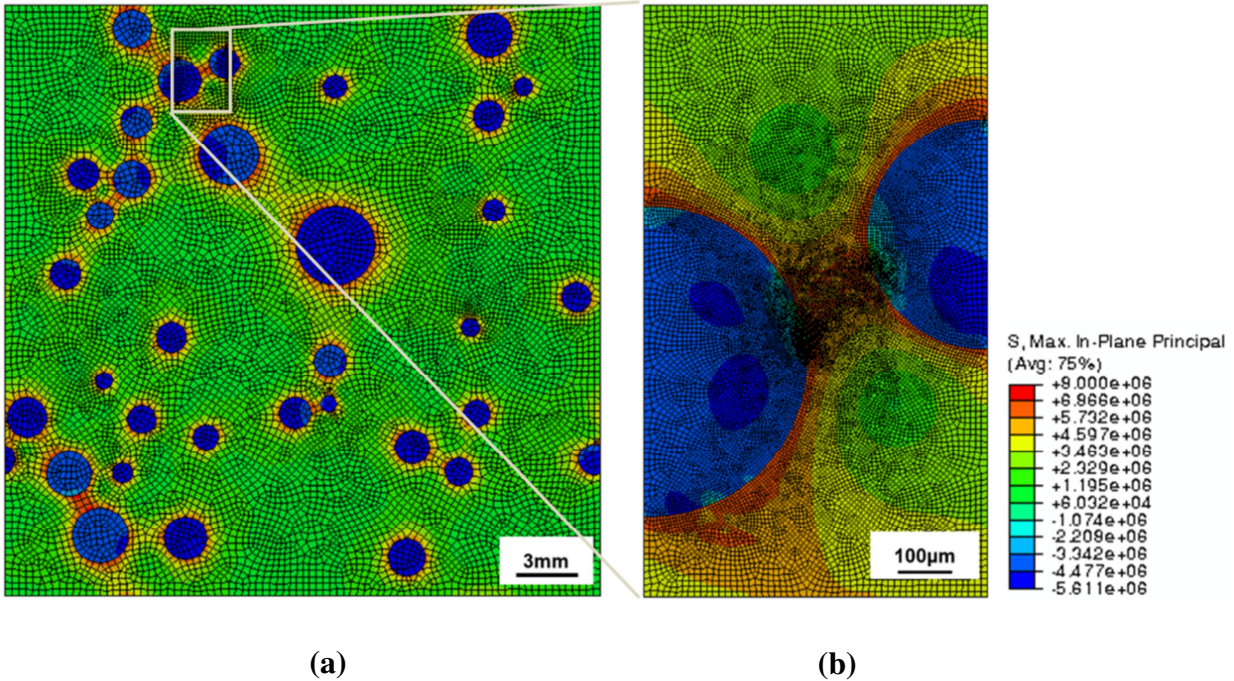 3mm
100μm
S, Max. In-Plane Principal
(Avg: 75%)
+9.000e+06
+6.966e+06
+5.732e+06
+4.597e+06
+3.463e+06
+2.329e+06
+1.195e+06
+6.032e+04
-1.074e+06
-2.209e+06
-3.342e+06
-4.477e+06
-5.611e+06
(a)
(b)